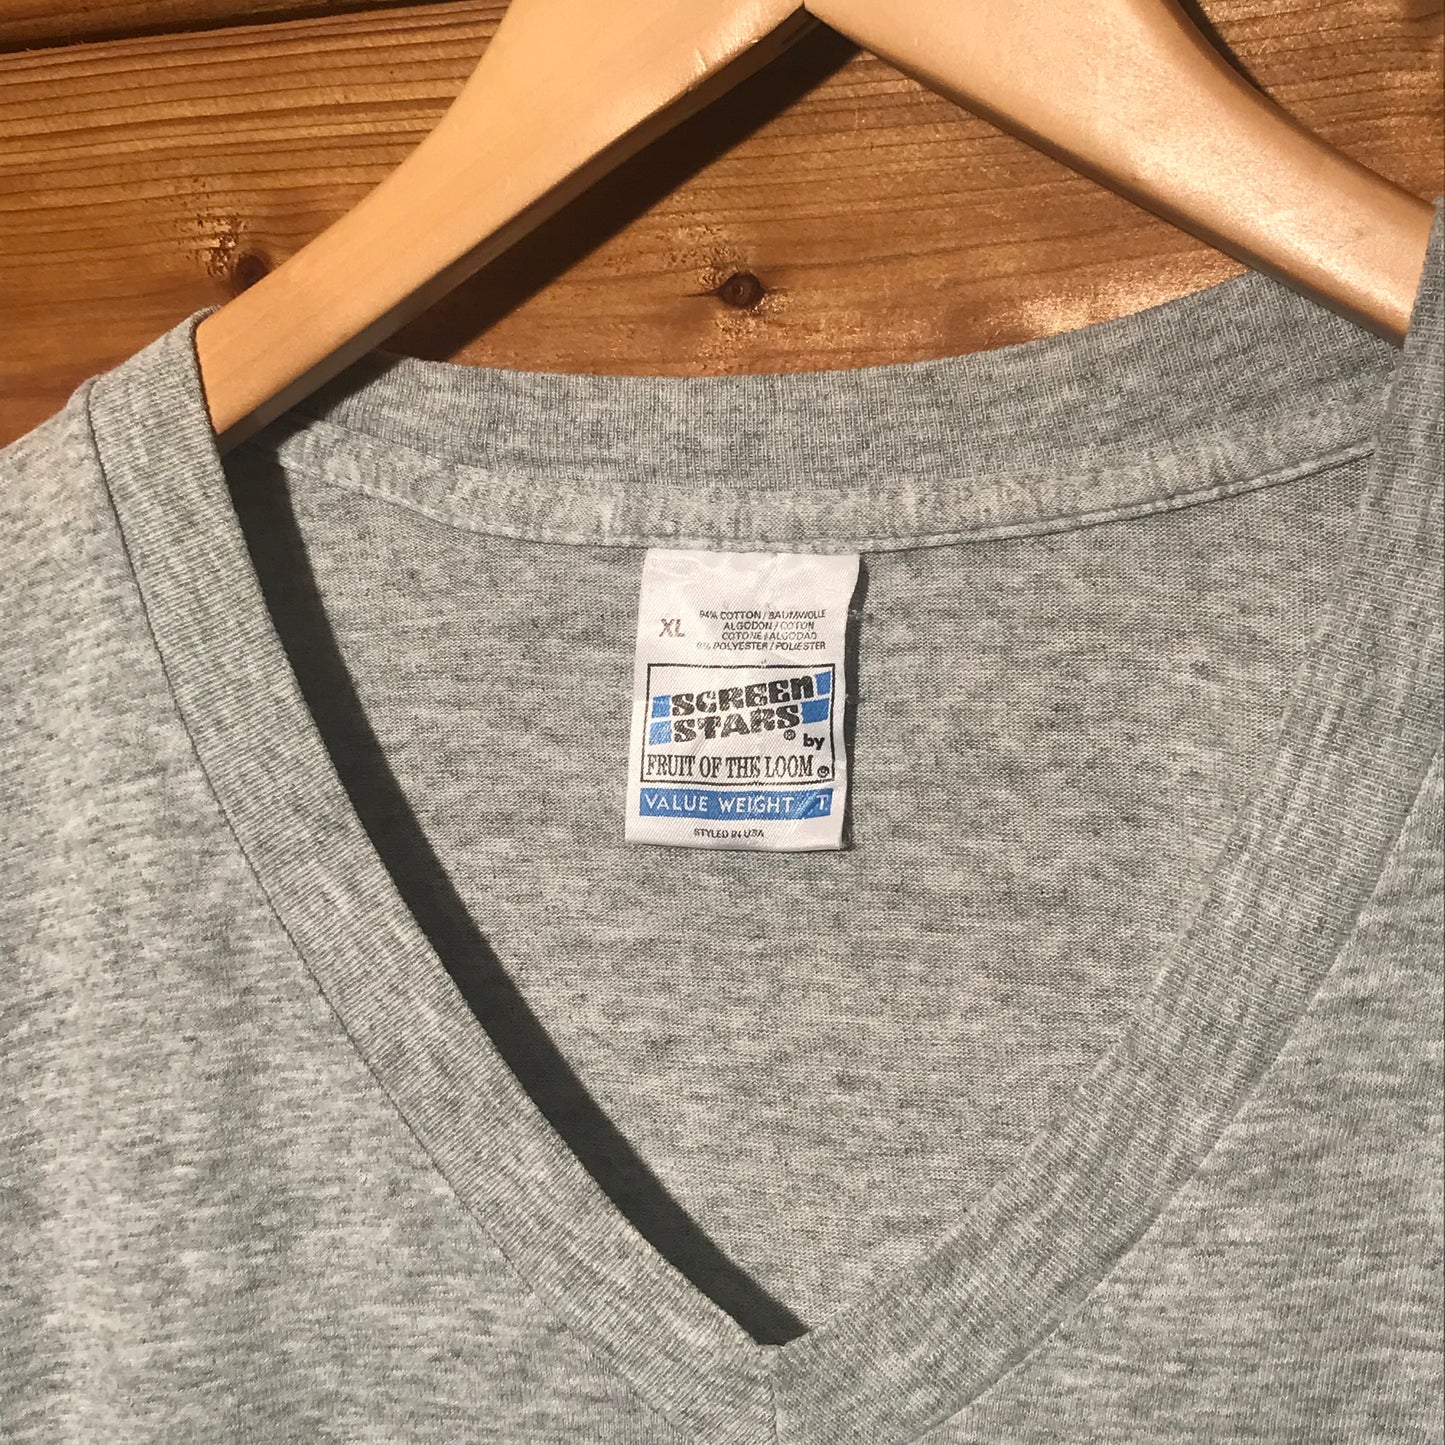 XL
94% COTTON / BAUMWOLLE
ALGODON / COTON
COTONE / ALGODAO
6% POLYESTER / POLIESTER
SCREEN
STARS®
by
FRUIT OF THE LOOM ®
VALUE WEIGHT T
STYLED IN USA